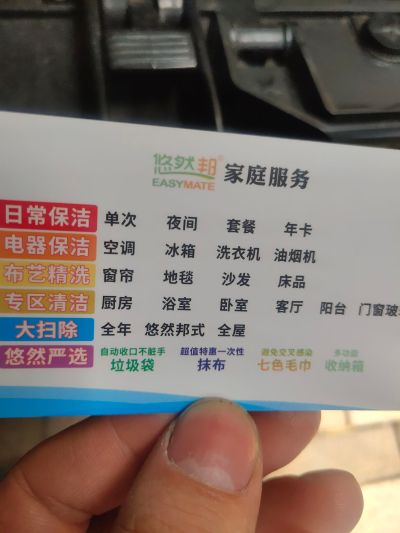 悠然邦® 家庭服务
EASYMATE
日常保洁 单次 夜间 套餐 年卡
电器保洁 空调 冰箱 洗衣机 油烟机
布艺精洗 窗帘 地毯 沙发 床品
专区清洁 厨房 浴室 卧室 客厅 阳台 门窗玻
大扫除 全年 悠然邦式 全屋
悠然严选 自动收口不脏手 超值特惠一次性 避免交叉感染 多功能
垃圾袋 抹布 七色毛巾 收纳箱